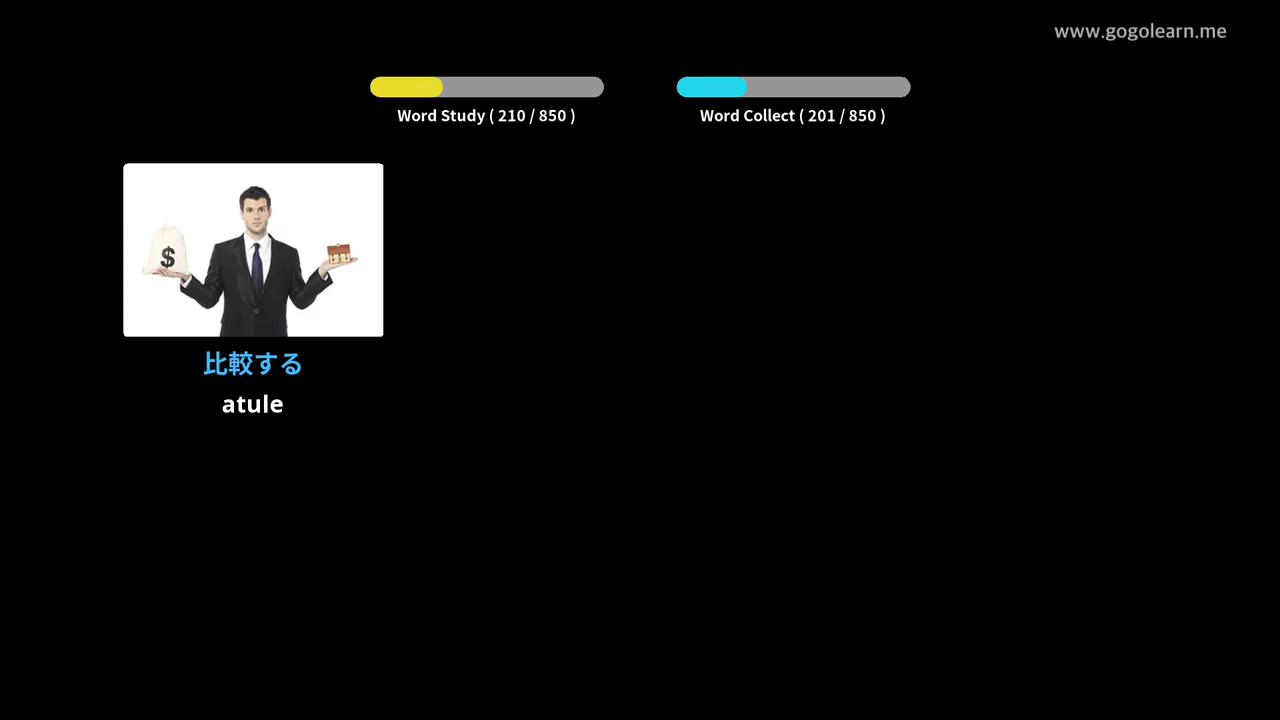 www.gogolearn.me
Word Study ( 210 / 850 )
Word Collect ( 201 / 850 )
$
比較する
atule